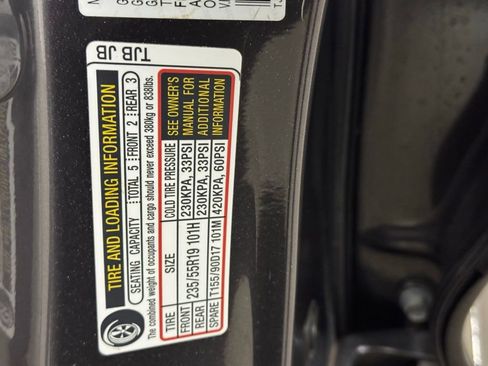 TJB JB
TIRE AND LOADING INFORMATION
SEATING CAPACITY TOTAL 5 FRONT 2 REAR 3
The combined weight of occupants and cargo should never exceed 380kg or 838lbs.
TIRE SIZE COLD TIRE PRESSURE
FRONT 235/55R19 101H 230KPA, 33PSI
REAR 235/55R19 101H 230KPA, 33PSI
SPARE T155/90D17 101M 420KPA, 60PSI
SEE OWNER'S
MANUAL FOR
ADDITIONAL
INFORMATION